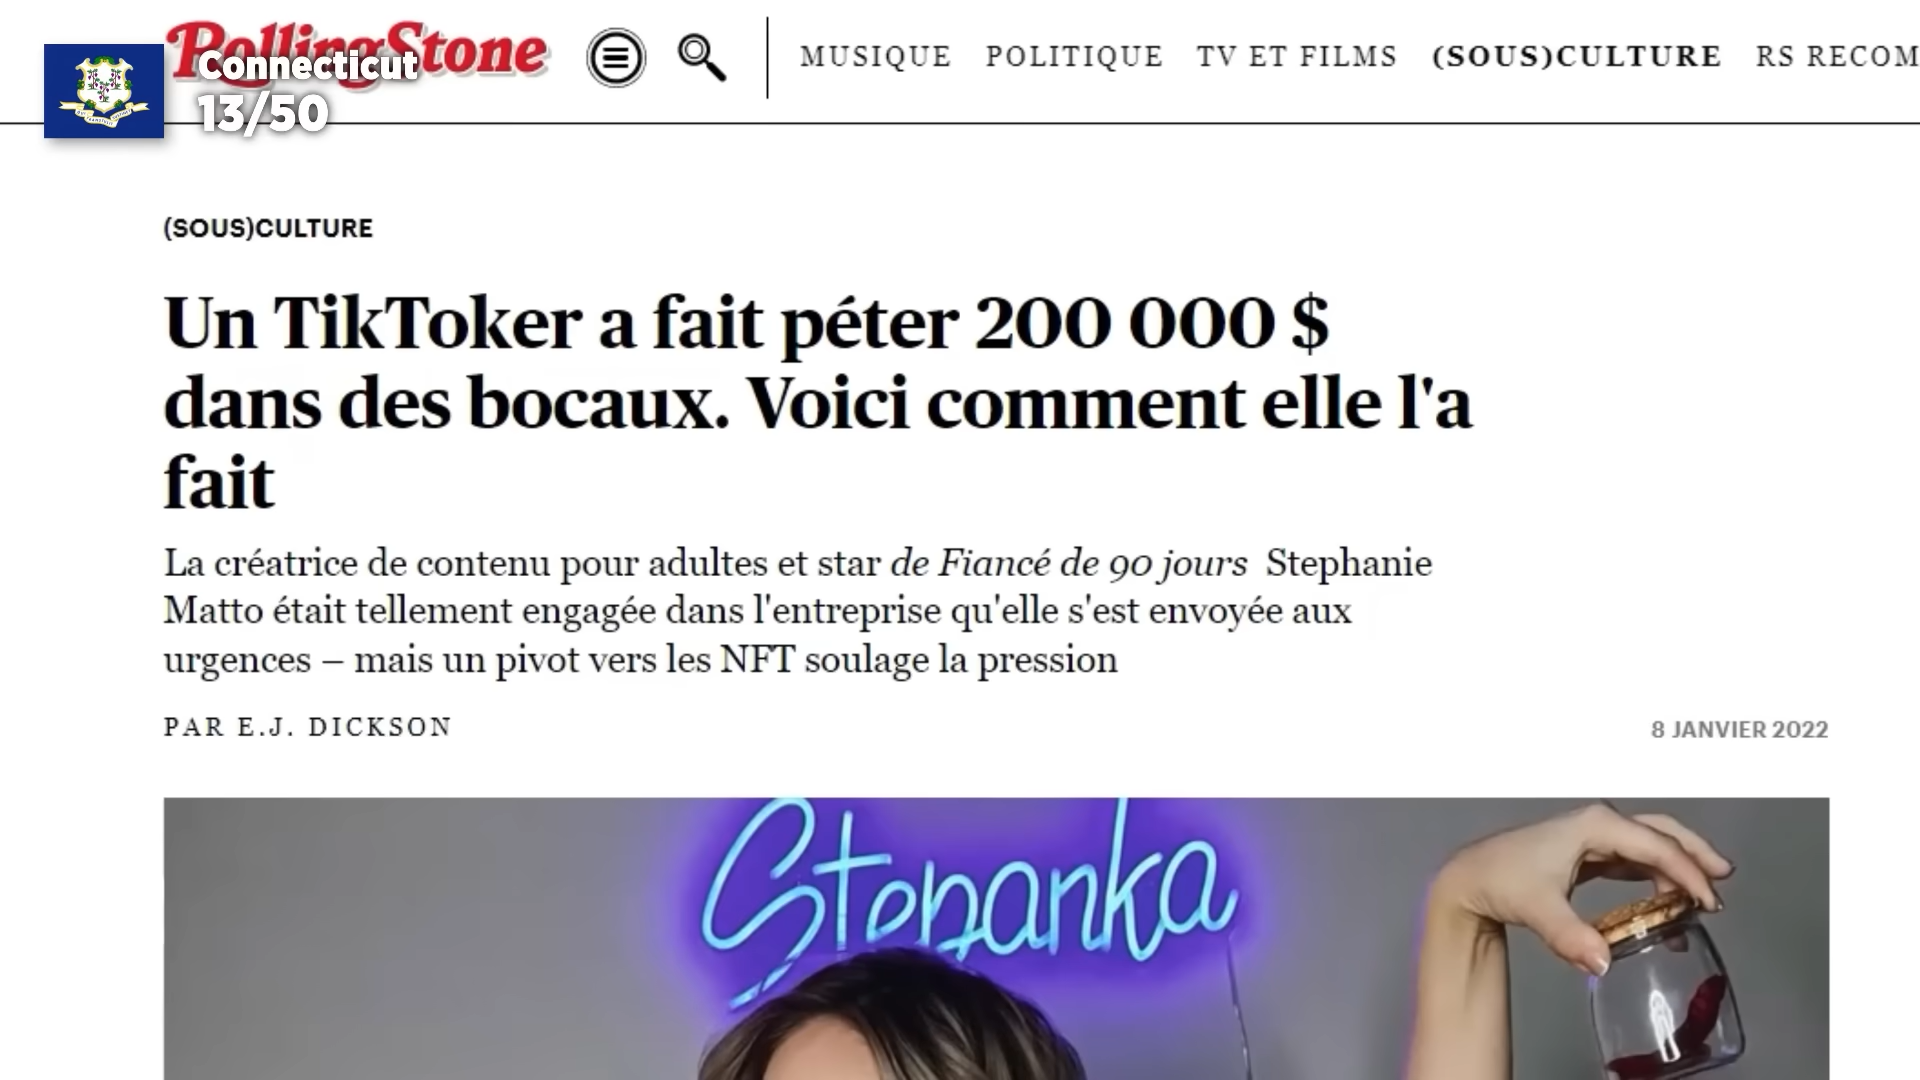 RollingStone
MUSIQUE POLITIQUE TV ET FILMS (SOUS)CULTURE RS RECOM
Connecticut
13/50
(SOUS)CULTURE
Un TikToker a fait péter 200 000 $
dans des bocaux. Voici comment elle l'a
fait
La créatrice de contenu pour adultes et star de Fiancé de 90 jours Stephanie
Matto était tellement engagée dans l'entreprise qu'elle s'est envoyée aux
urgences – mais un pivot vers les NFT soulage la pression
PAR E.J. DICKSON
8 JANVIER 2022
Stepanka